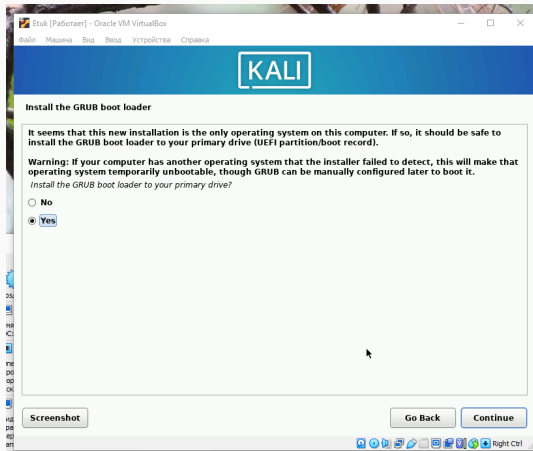 Etuk [Работает] - Oracle VM VirtualBox
Файл Машина Вид Ввод Устройства Справка
KALI
Install the GRUB boot loader
It seems that this new installation is the only operating system on this computer. If so, it should be safe to
install the GRUB boot loader to your primary drive (UEFI partition/boot record).
Warning: If your computer has another operating system that the installer failed to detect, this will make that
operating system temporarily unbootable, though GRUB can be manually configured later to boot it.
Install the GRUB boot loader to your primary drive?
No
Yes
Screenshot Go Back Continue
Right Ctrl